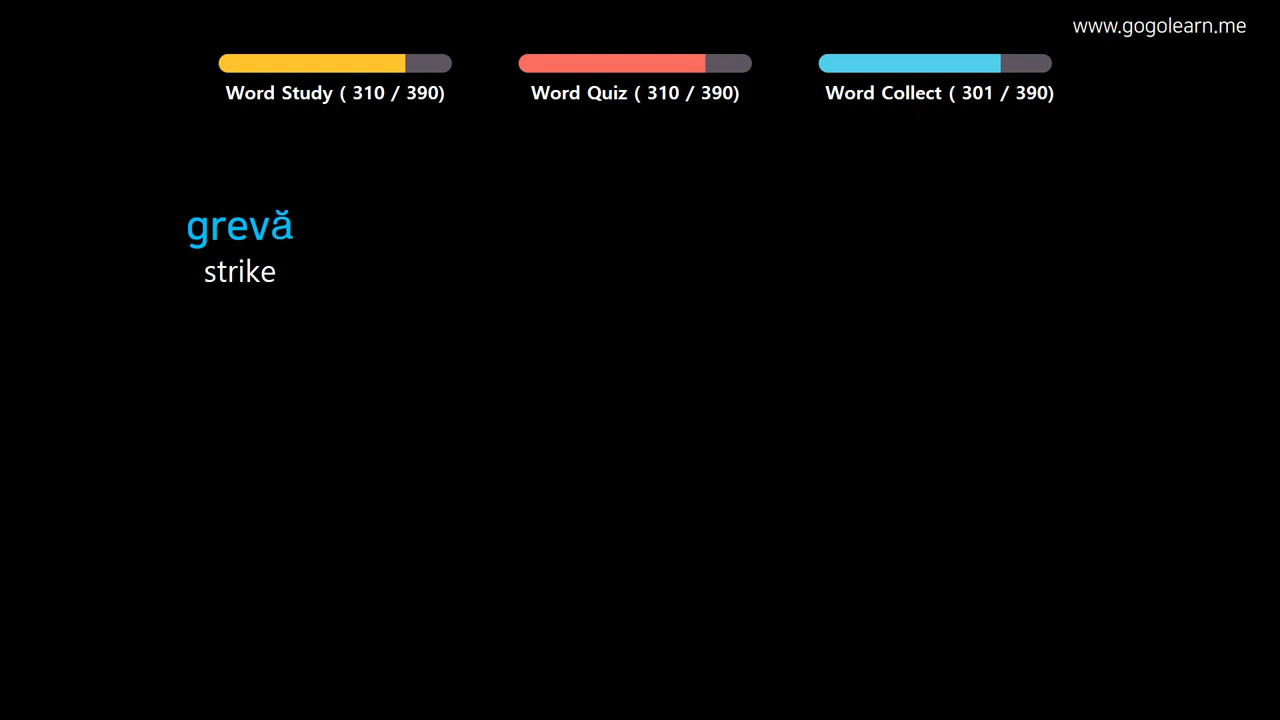 www.gogolearn.me
Word Study ( 310 / 390)
Word Quiz ( 310 / 390)
Word Collect ( 301 / 390)
grevă
strike